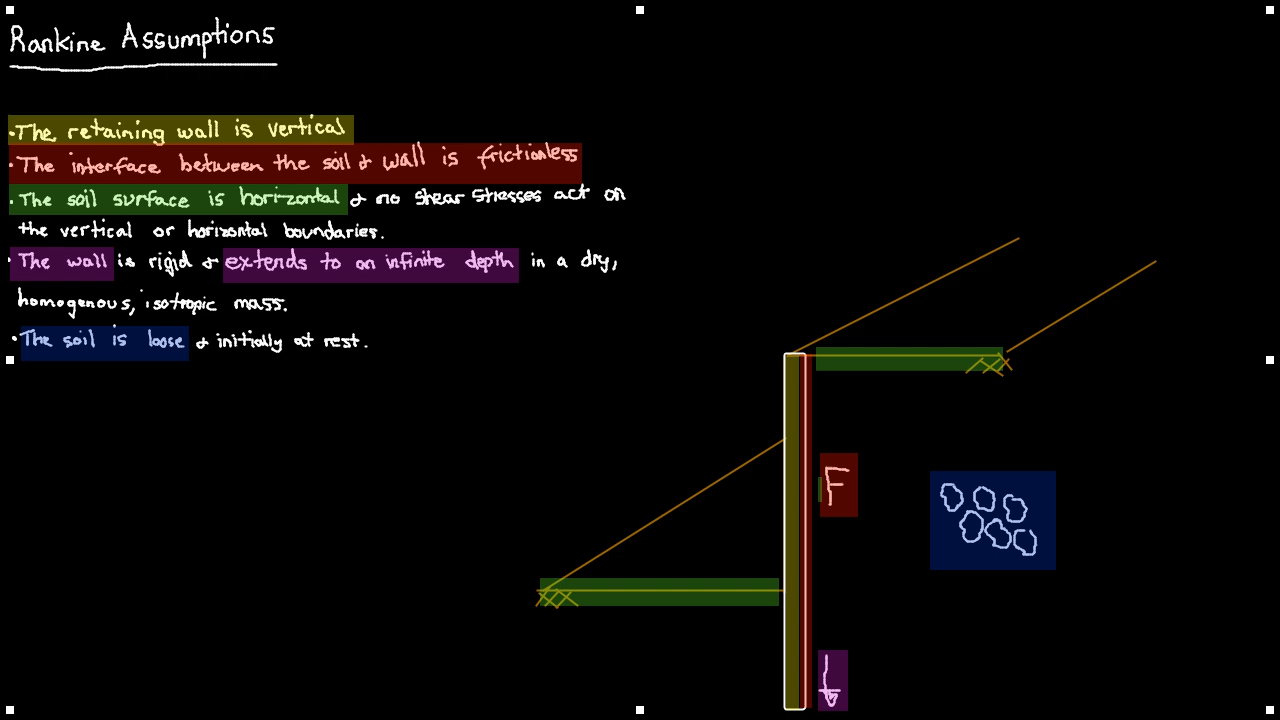 Rankine Assumptions
• The retaining wall is vertical
• The interface between the soil & wall is frictionless
• The soil surface is horizontal & no shear stresses act on
the vertical or horizontal boundaries.
• The wall is rigid & extends to an infinite depth in a dry,
homogenous, isotropic mass.
• The soil is loose & initially at rest.
F